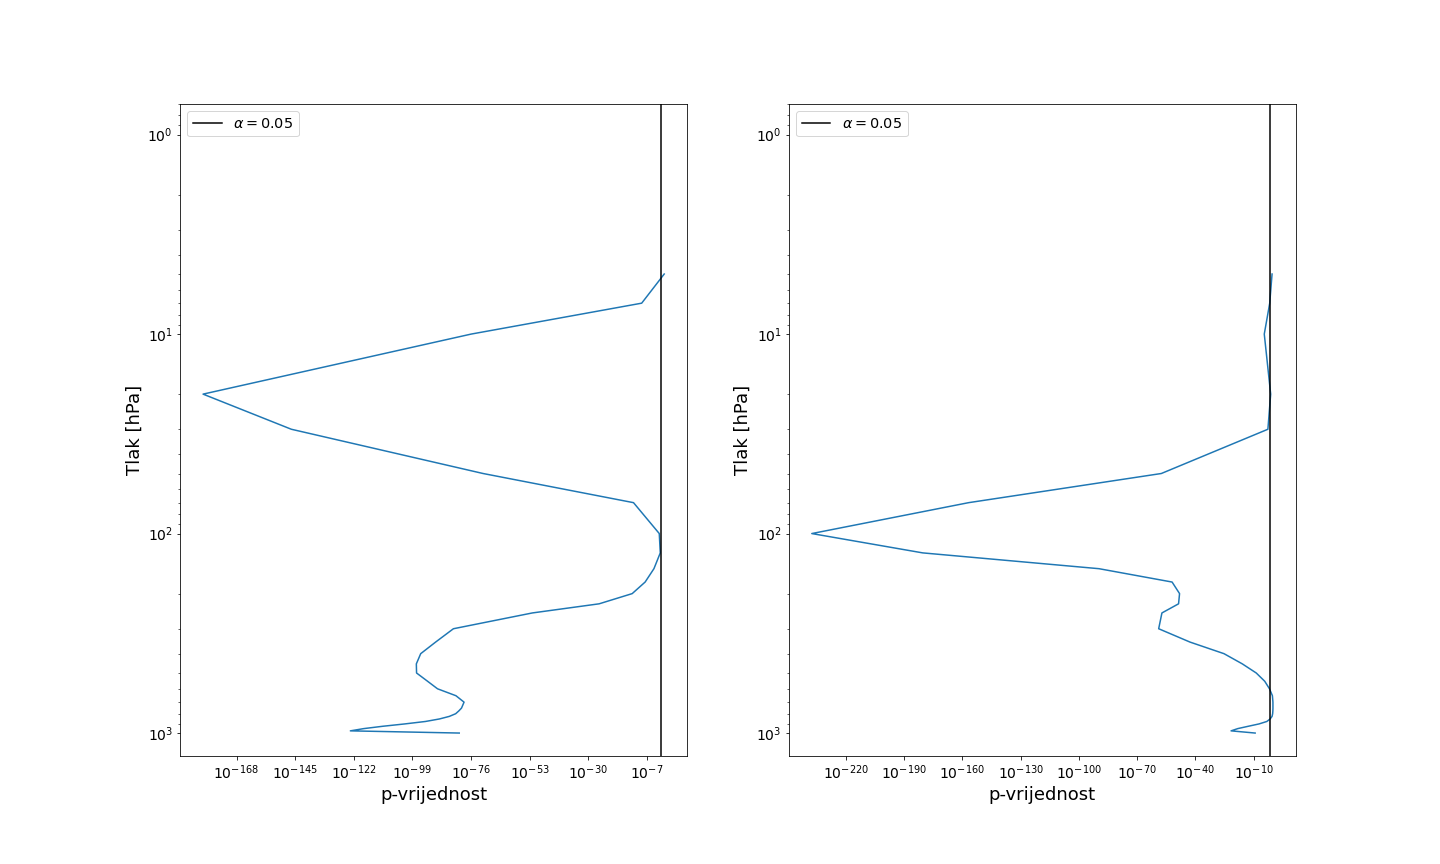 α = 0.05
10⁰
10¹
10²
10³
Tlak [hPa]
10⁻¹⁶⁸ 10⁻¹⁴⁵ 10⁻¹²² 10⁻⁹⁹ 10⁻⁷⁶ 10⁻⁵³ 10⁻³⁰ 10⁻⁷
p-vrijednost
α = 0.05
10⁰
10¹
10²
10³
Tlak [hPa]
10⁻²²⁰ 10⁻¹⁹⁰ 10⁻¹⁶⁰ 10⁻¹³⁰ 10⁻¹⁰⁰ 10⁻⁷⁰ 10⁻⁴⁰ 10⁻¹⁰
p-vrijednost